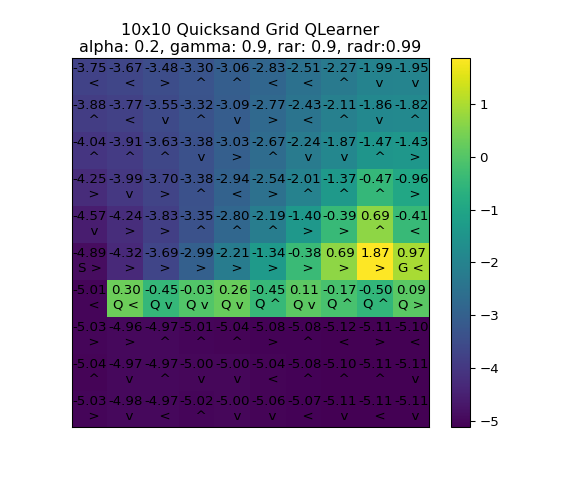 10x10 Quicksand Grid QLearner
alpha: 0.2, gamma: 0.9, rar: 0.9, radr:0.99
-3.75 -3.67 -3.48 -3.30 -3.06 -2.83 -2.51 -2.27 -1.99 -1.95
< < > ^ ^ < < ^ v v
-3.88 -3.77 -3.55 -3.32 -3.09 -2.77 -2.43 -2.11 -1.86 -1.82
^ < v ^ v > < ^ v ^
-4.04 -3.91 -3.63 -3.38 -3.03 -2.67 -2.24 -1.87 -1.47 -1.43
^ ^ ^ v > ^ v v ^ >
-4.25 -3.99 -3.70 -3.38 -2.94 -2.54 -2.01 -1.37 -0.47 -0.96
> v > ^ < > ^ ^ ^ >
-4.57 -4.24 -3.83 -3.35 -2.80 -2.19 -1.40 -0.39 0.69 -0.41
v > > ^ ^ ^ > > ^ <
-4.89 -4.32 -3.69 -2.99 -2.21 -1.34 -0.38 0.69 1.87 0.97
S > > > > > > > > > G <
-5.01 0.30 -0.45 -0.03 0.26 -0.45 0.11 -0.17 -0.50 0.09
< Q < Q v Q v Q v Q ^ Q v Q ^ Q ^ Q >
-5.03 -4.96 -4.97 -5.01 -5.04 -5.08 -5.08 -5.12 -5.11 -5.10
> > ^ ^ ^ > ^ < > <
-5.04 -4.97 -4.97 -5.00 -5.00 -5.04 -5.08 -5.10 -5.11 -5.11
^ v ^ v v < ^ ^ ^ v
-5.03 -4.98 -4.97 -5.02 -5.00 -5.06 -5.07 -5.11 -5.11 -5.11
> v < ^ v v < v < v
1
0
−1
−2
−3
−4
−5